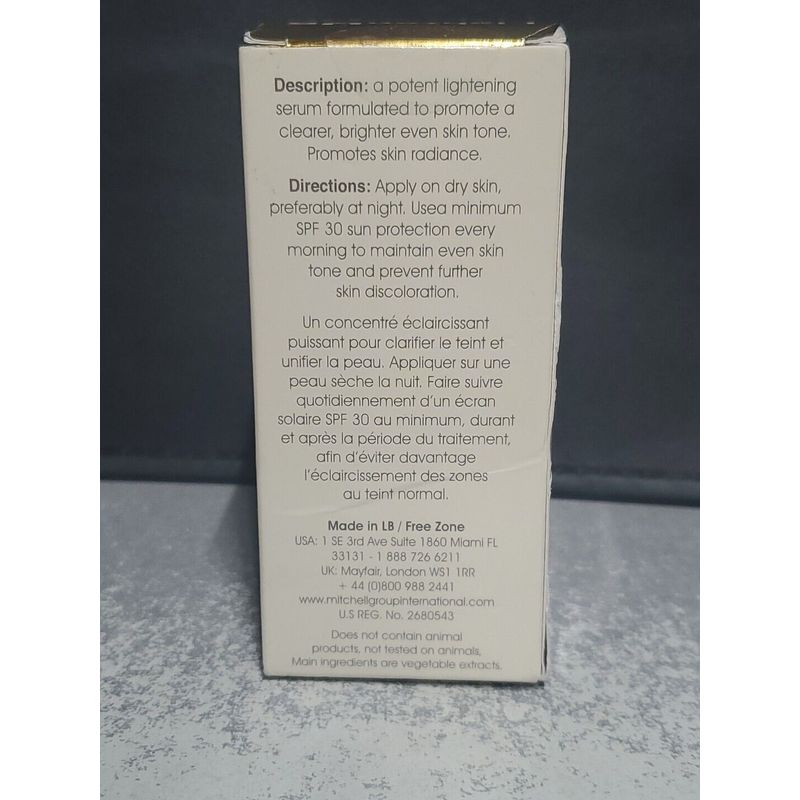 Description: a potent lightening
serum formulated to promote a
clearer, brighter even skin tone.
Promotes skin radiance.
Directions: Apply on dry skin,
preferably at night. Usea minimum
SPF 30 sun protection every
morning to maintain even skin
tone and prevent further
skin discoloration.
Un concentré éclaircissant
puissant pour clarifier le teint et
unifier la peau. Appliquer sur une
peau sèche la nuit. Faire suivre
quotidiennement d'un écran
solaire SPF 30 au minimum, durant
et après la période du traitement,
afin d'éviter davantage
l'éclaircissement des zones
au teint normal.
Made in LB / Free Zone
USA: 1 SE 3rd Ave Suite 1860 Miami FL
33131 - 1 888 726 6211
UK: Mayfair, London WS1 1RR
+ 44 (0)800 988 2441
www.mitchellgroupinternational.com
U.S REG. No. 2680543
Does not contain animal
products, not tested on animals,
Main ingredients are vegetable extracts.